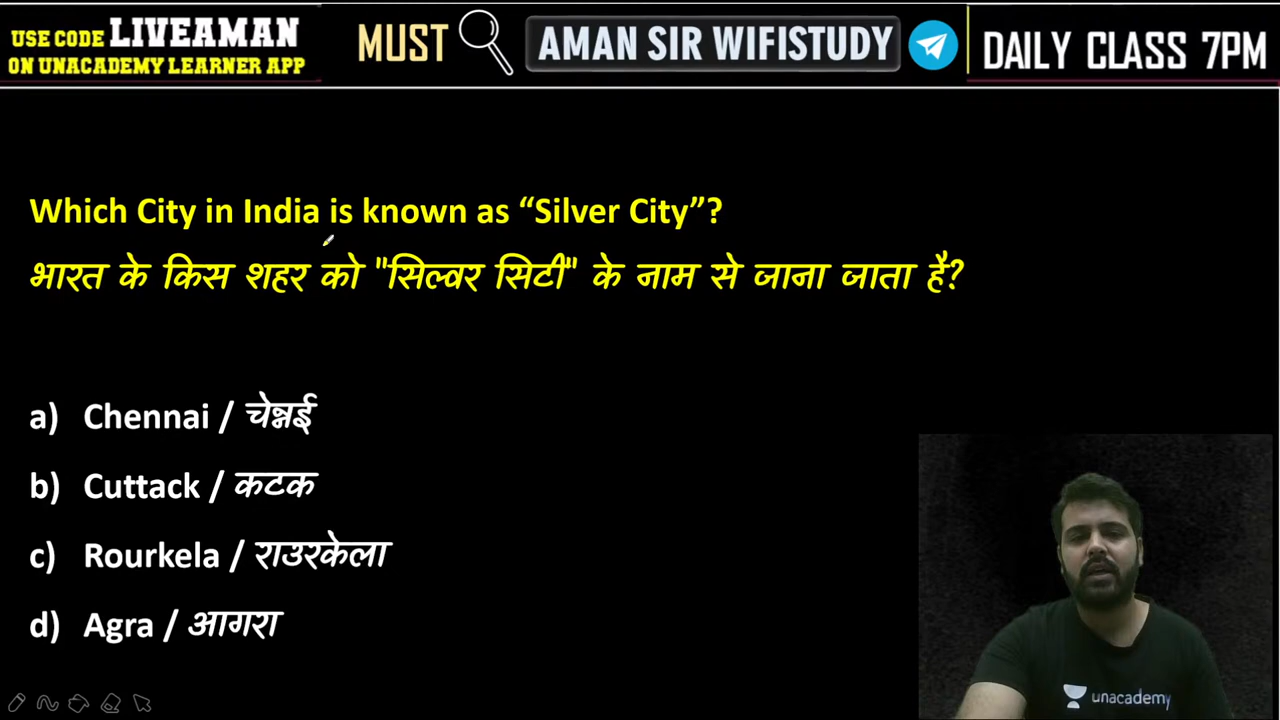 USE CODE LIVEAMAN
ON UNACADEMY LEARNER APP
MUST
AMAN SIR WIFISTUDY
DAILY CLASS 7PM
Which City in India is known as “Silver City”?
भारत के किस शहर को "सिल्वर सिटी" के नाम से जाना जाता है?
a) Chennai / चेन्नई
b) Cuttack / कटक
c) Rourkela / राउरकेला
d) Agra / आगरा
unacademy